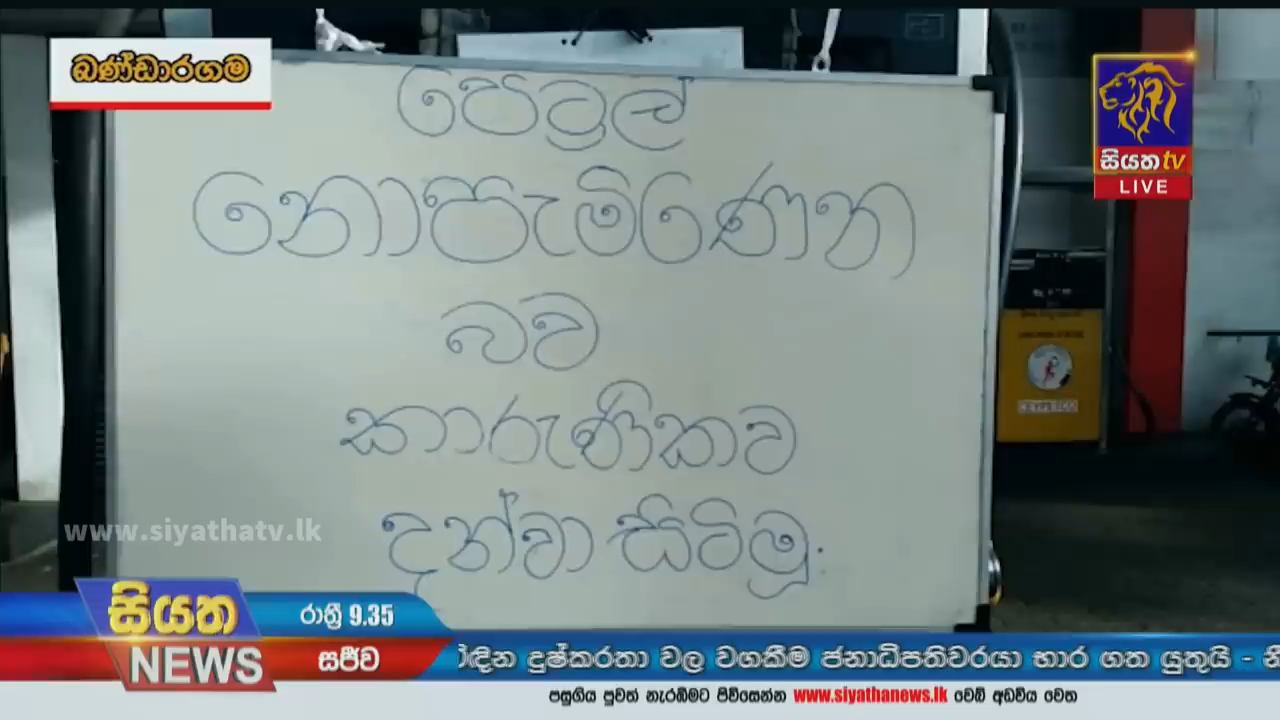 බණ්ඩාරගම
සියත tv
LIVE
පෙට්‍රල්
නොපැමිණෙන
බව
කාරුණිකව
දන්වා සිටිමු.
CEYPETCO
www.siyathatv.lk
සියත
NEWS
රාත්‍රී 9.35
සජීව
දුෂ්කරතා වල වගකීම ජනාධිපතිවරයා භාර ගත යුතුයි -
පසුගිය පුවත් නැරඹීමට පිවිසෙන්න www.siyathanews.lk වෙබ් අඩවිය වෙත